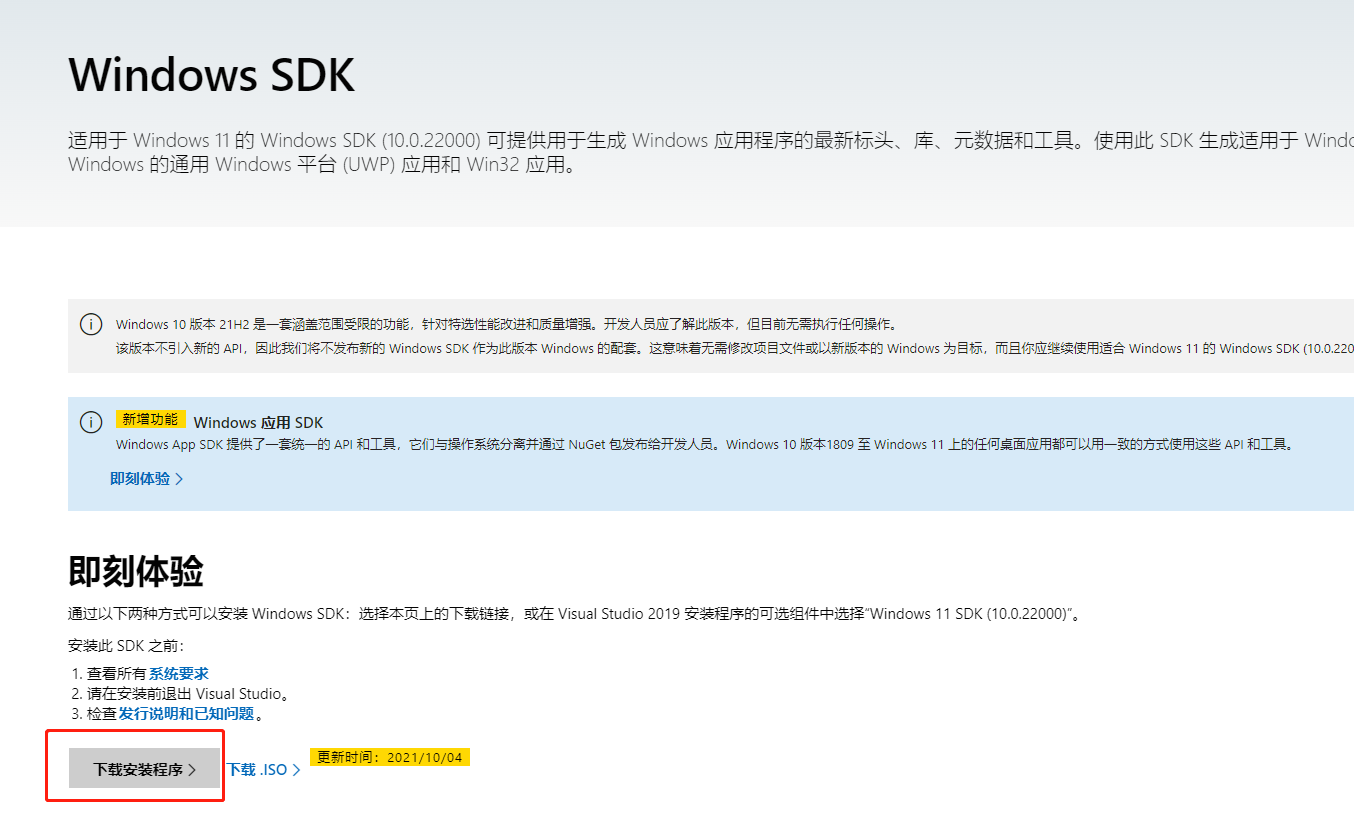 Windows SDK
适用于 Windows 11 的 Windows SDK (10.0.22000) 可提供用于生成 Windows 应用程序的最新标头、库、元数据和工具。使用此 SDK 生成适用于
Windows 的通用 Windows 平台 (UWP) 应用和 Win32 应用。
Windows 10 版本 21H2 是一套涵盖范围受限的功能，针对特选性能改进和质量增强。开发人员应了解此版本，但目前无需执行任何操作。
该版本不引入新的 API，因此我们将不发布新的 Windows SDK 作为此版本 Windows 的配套。这意味着无需修改项目文件或以新版本的 Windows 为目标，而且你应继续使用适合 Windows 11 的 Windows SDK (10.0.220
新增功能 Windows 应用 SDK
Windows App SDK 提供了一套统一的 API 和工具，它们与操作系统分离并通过 NuGet 包发布给开发人员。Windows 10 版本1809 至 Windows 11 上的任何桌面应用都可以用一致的方式使用这些 API 和工具。
即刻体验
即刻体验
通过以下两种方式可以安装 Windows SDK：选择本页上的下载链接，或在 Visual Studio 2019 安装程序的可选组件中选择“Windows 11 SDK (10.0.22000)”。
安装此 SDK 之前：
1. 查看所有系统要求
2. 请在安装前退出 Visual Studio。
3. 检查发行说明和已知问题。
下载安装程序 下载 .ISO 更新时间：2021/10/04